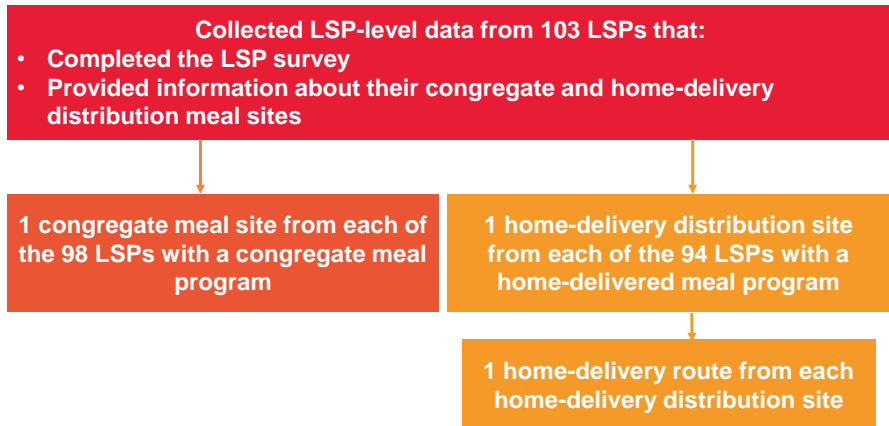 Collected LSP-level data from 103 LSPs that:
• Completed the LSP survey
• Provided information about their congregate and home-delivery
distribution meal sites
1 congregate meal site from each of
the 98 LSPs with a congregate meal
program
1 home-delivery distribution site
from each of the 94 LSPs with a
home-delivered meal program
1 home-delivery route from each
home-delivery distribution site